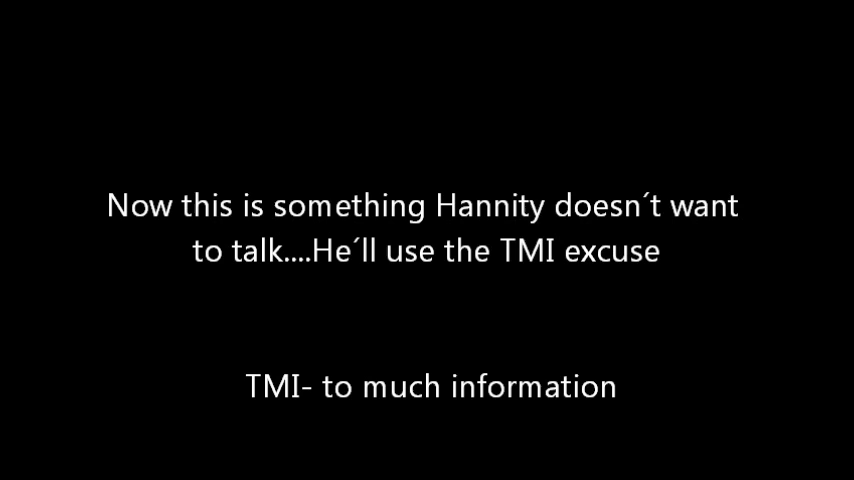 Now this is something Hannity doesn´t want
to talk....He´ll use the TMI excuse
TMI- to much information